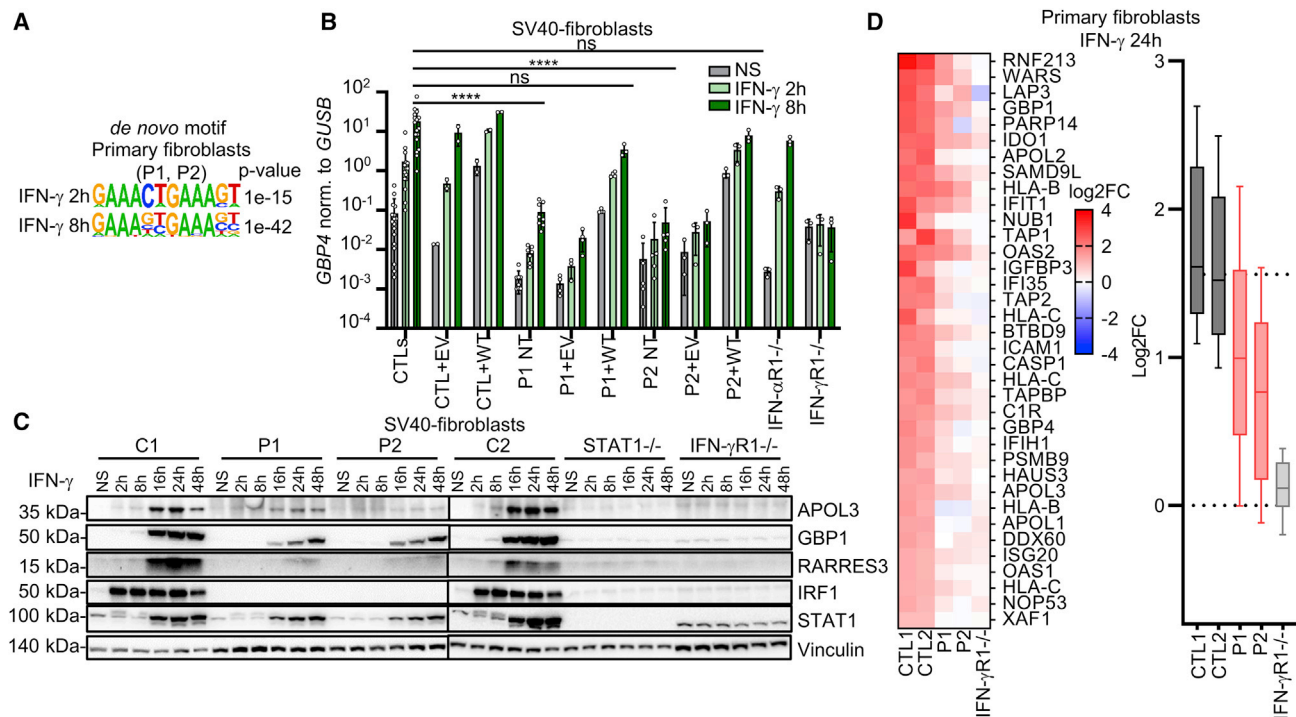 A
de novo motif
Primary fibroblasts
(P1, P2)
p-value
IFN-γ 2h GAAACTGAAAGT 1e-15
IFN-γ 8h 1e-42
B
SV40-fibroblasts
ns
****
ns
****
NS
IFN-γ 2h
IFN-γ 8h
GBP4 norm. to GUSB
10^2
10^1
10^0
10^-1
10^-2
10^-3
10^-4
CTLs
CTL+EV
CTL+WT
P1 NT
P1+EV
P1+WT
P2 NT
P2+EV
P2+WT
IFN-αR1-/-
IFN-γR1-/-
C
SV40-fibroblasts
C1 P1 P2 C2 STAT1-/- IFN-γR1-/-
IFN-γ
NS 2h 8h 16h 24h 48h NS 2h 8h 16h 24h 48h NS 2h 8h 16h 24h 48h NS 2h 8h 16h 24h 48h NS 2h 8h 16h 24h 48h NS 2h 8h 16h 24h 48h
35 kDa- APOL3
50 kDa- GBP1
15 kDa- RARRES3
50 kDa- IRF1
100 kDa- STAT1
140 kDa- Vinculin
D
Primary fibroblasts
IFN-γ 24h
RNF213
WARS
LAP3
GBP1
PARP14
IDO1
APOL2
SAMD9L
HLA-B
IFIT1
NUB1
TAP1
OAS2
IGFBP3
IFI35
TAP2
HLA-C
BTBD9
ICAM1
CASP1
HLA-C
TAPBP
C1R
GBP4
IFIH1
PSMB9
HAUS3
APOL3
HLA-B
APOL1
DDX60
ISG20
OAS1
HLA-C
NOP53
XAF1
CTL1
CTL2
P1
P2
IFN-γR1-/-
log2FC
4
2
0
-2
-4
Log2FC
3
2
1
0
CTL1
CTL2
P1
P2
IFN-γR1-/-